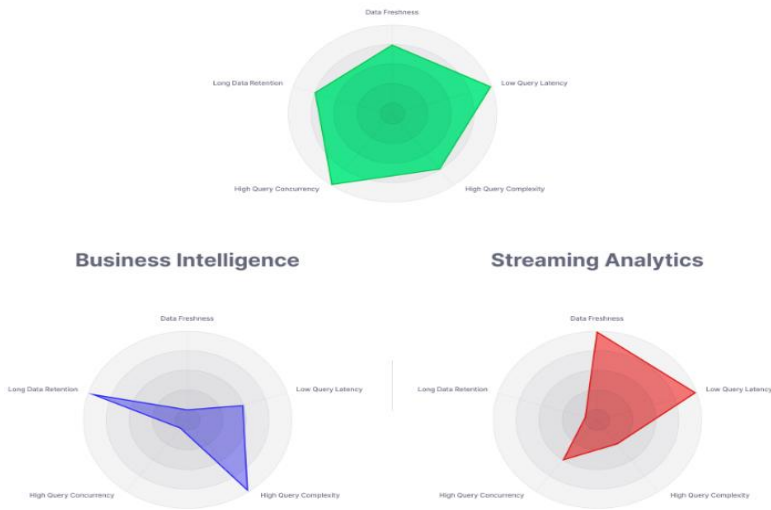 Data Freshness
Long Data Retention
Low Query Latency
High Query Concurrency
High Query Complexity
Business Intelligence
Streaming Analytics
Data Freshness
Long Data Retention
Low Query Latency
High Query Concurrency
High Query Complexity
Data Freshness
Long Data Retention
Low Query Latency
High Query Concurrency
High Query Complexity